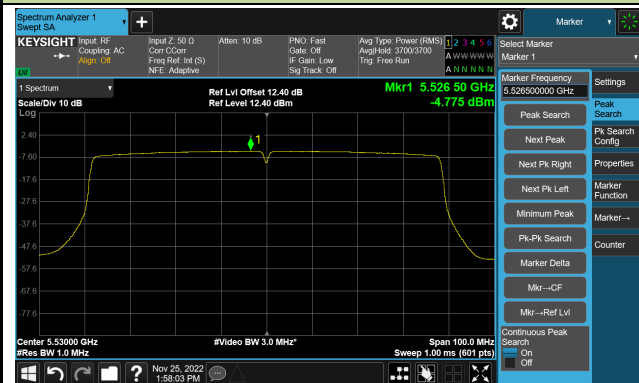 Spectrum Analyzer 1
Swept SA
Marker
KEYSIGHT
Input: RF
Coupling: AC
Align: Off
Input Z: 50 Ω
Corr CCorr
Freq Ref: Int (S)
NFE: Adaptive
Atten: 10 dB
PNO: Fast
Gate: Off
IF Gain: Low
Sig Track: Off
Avg Type: Power (RMS)
Avg|Hold: 3700/3700
Trig: Free Run
1 2 3 4 5 6
A W W W W W
A N N N N N
LXI
Select Marker
Marker 1
1 Spectrum
Scale/Div 10 dB
Log
Ref Lvl Offset 12.40 dB
Ref Level 12.40 dBm
Mkr1 5.526 50 GHz
-4.775 dBm
1
2.40
-7.60
-17.6
-27.6
-37.6
-47.6
-57.6
-67.6
-77.6
Center 5.53000 GHz
#Res BW 1.0 MHz
#Video BW 3.0 MHz*
Span 100.0 MHz
Sweep 1.00 ms (601 pts)
Marker Frequency
5.526500000 GHz
Peak Search
Next Peak
Next Pk Right
Next Pk Left
Minimum Peak
Pk-Pk Search
Marker Delta
Mkr→CF
Mkr→Ref Lvl
Continuous Peak
Search
On
Off
Settings
Peak
Search
Pk Search
Config
Properties
Marker
Function
Marker→
Counter
?
Nov 25, 2022
1:58:03 PM